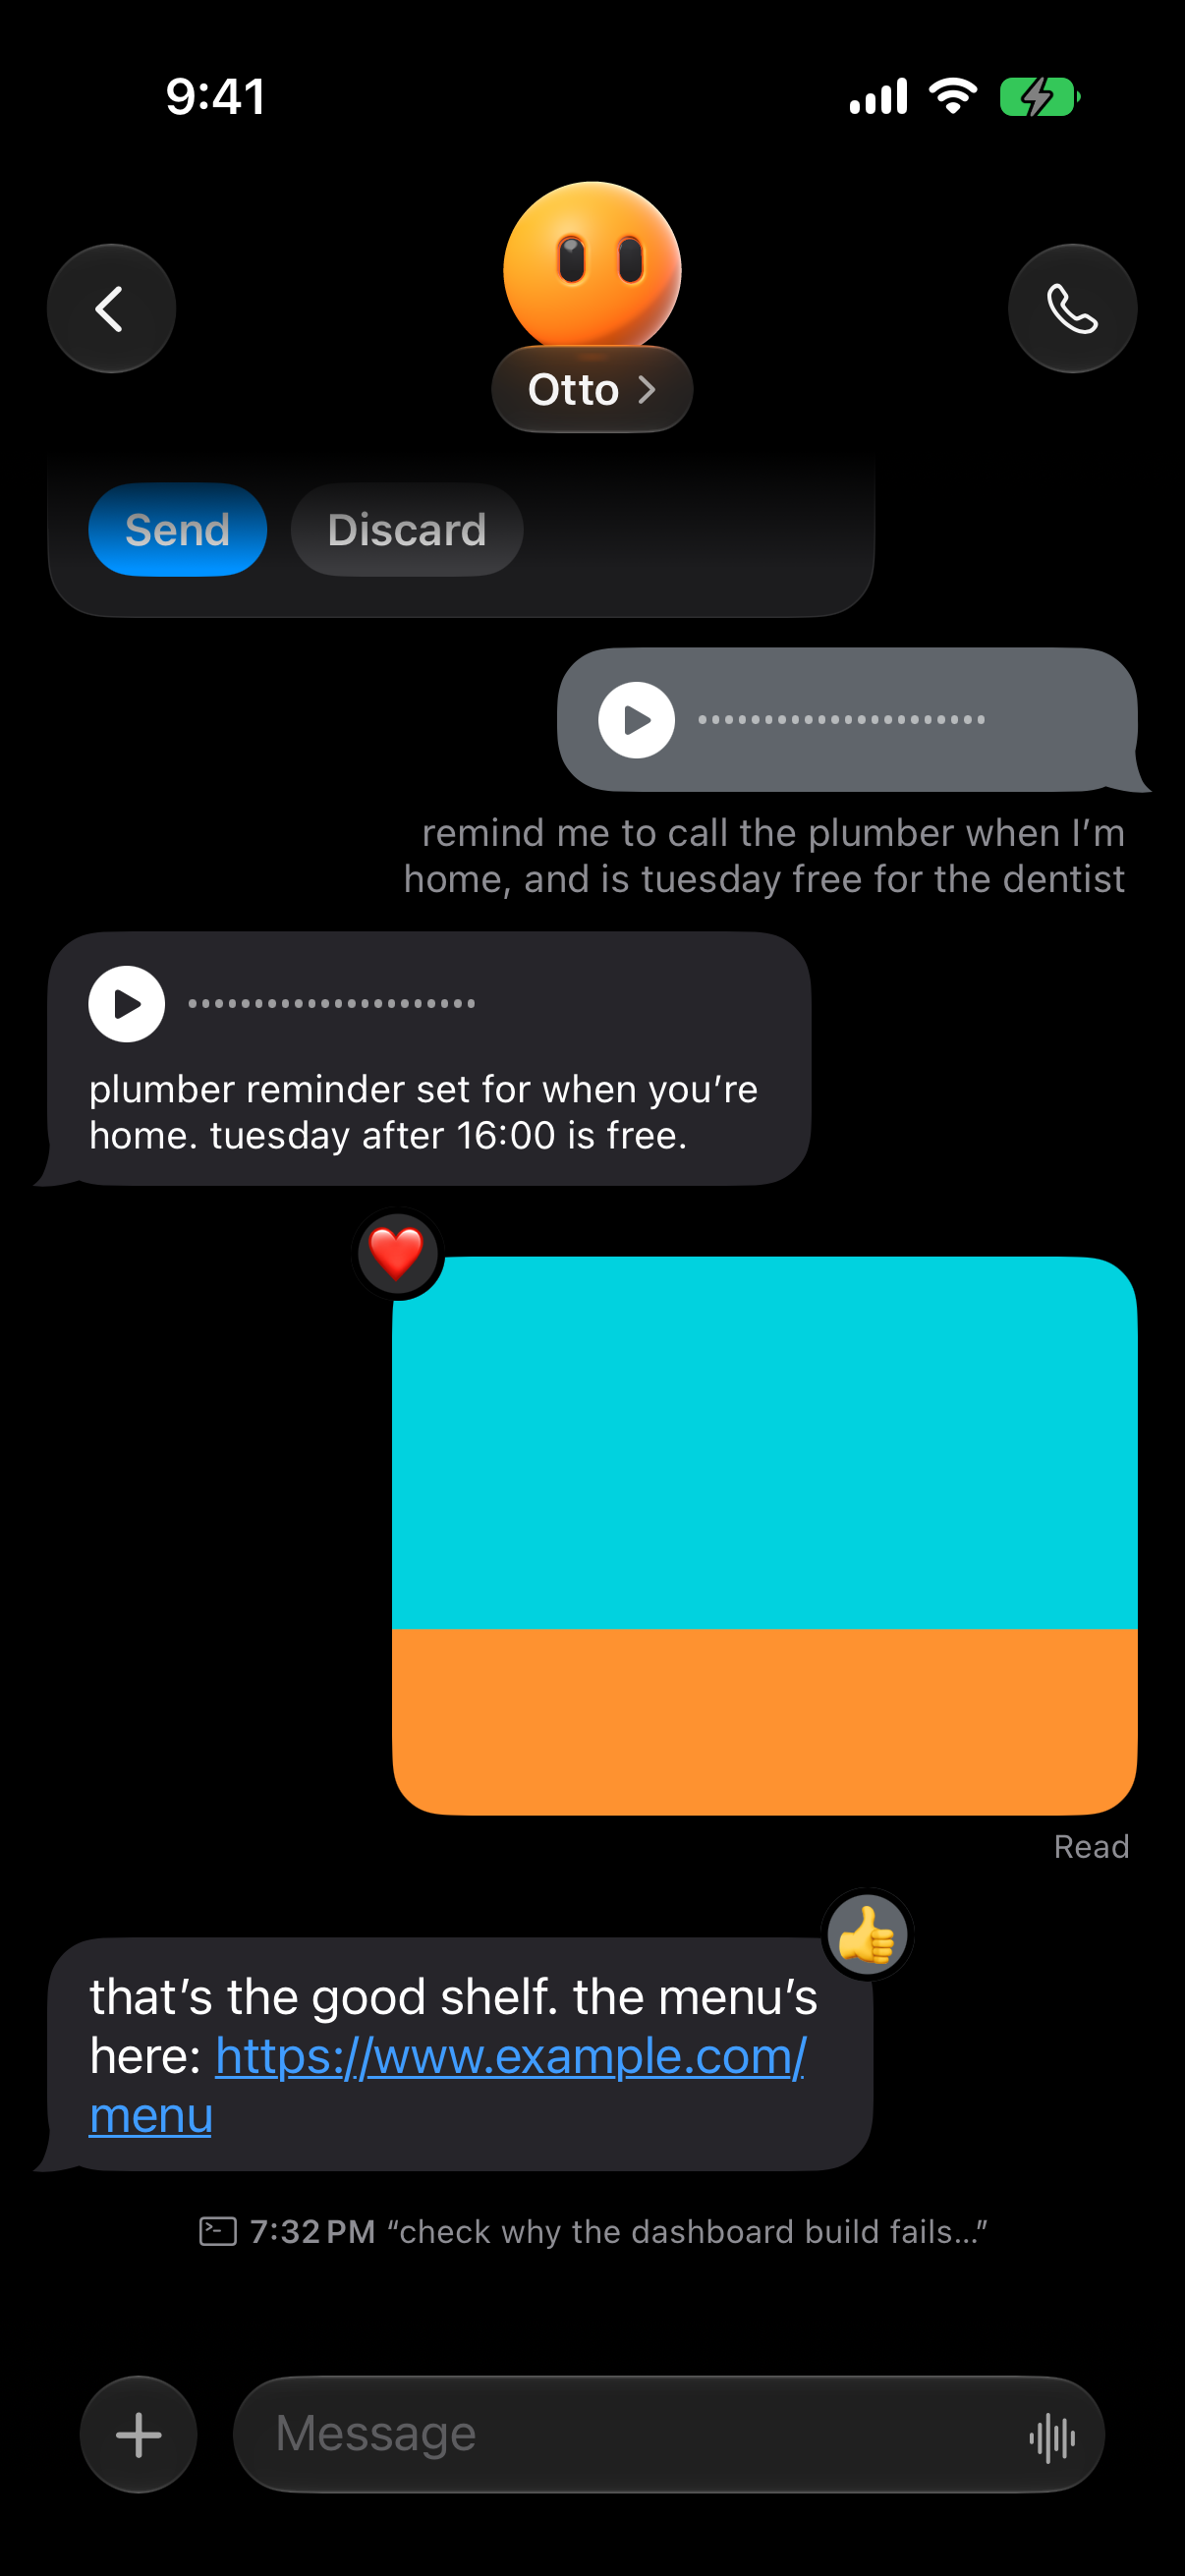 9:41
Otto
Send
Discard
remind me to call the plumber when I’m
home, and is tuesday free for the dentist
plumber reminder set for when you’re
home. tuesday after 16:00 is free.
Read
that’s the good shelf. the menu’s
here: https://www.example.com/
menu
7:32 PM “check why the dashboard build fails…”
Message